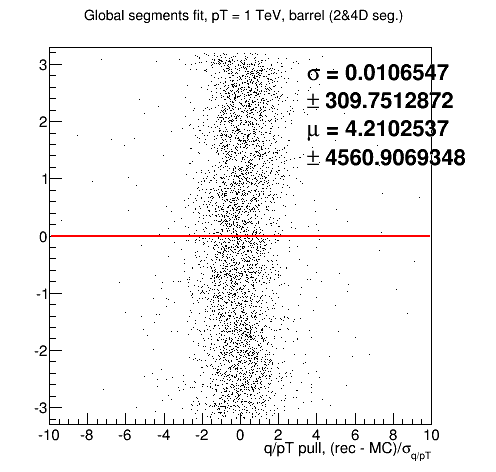 Global segments fit, pT = 1 TeV, barrel (2&4D seg.)
σ = 0.0106547
± 309.7512872
μ = 4.2102537
± 4560.9069348
3
2
1
0
-1
-2
-3
-10 -8 -6 -4 -2 0 2 4 6 8 10
q/pT pull, (rec - MC)/σq/pT